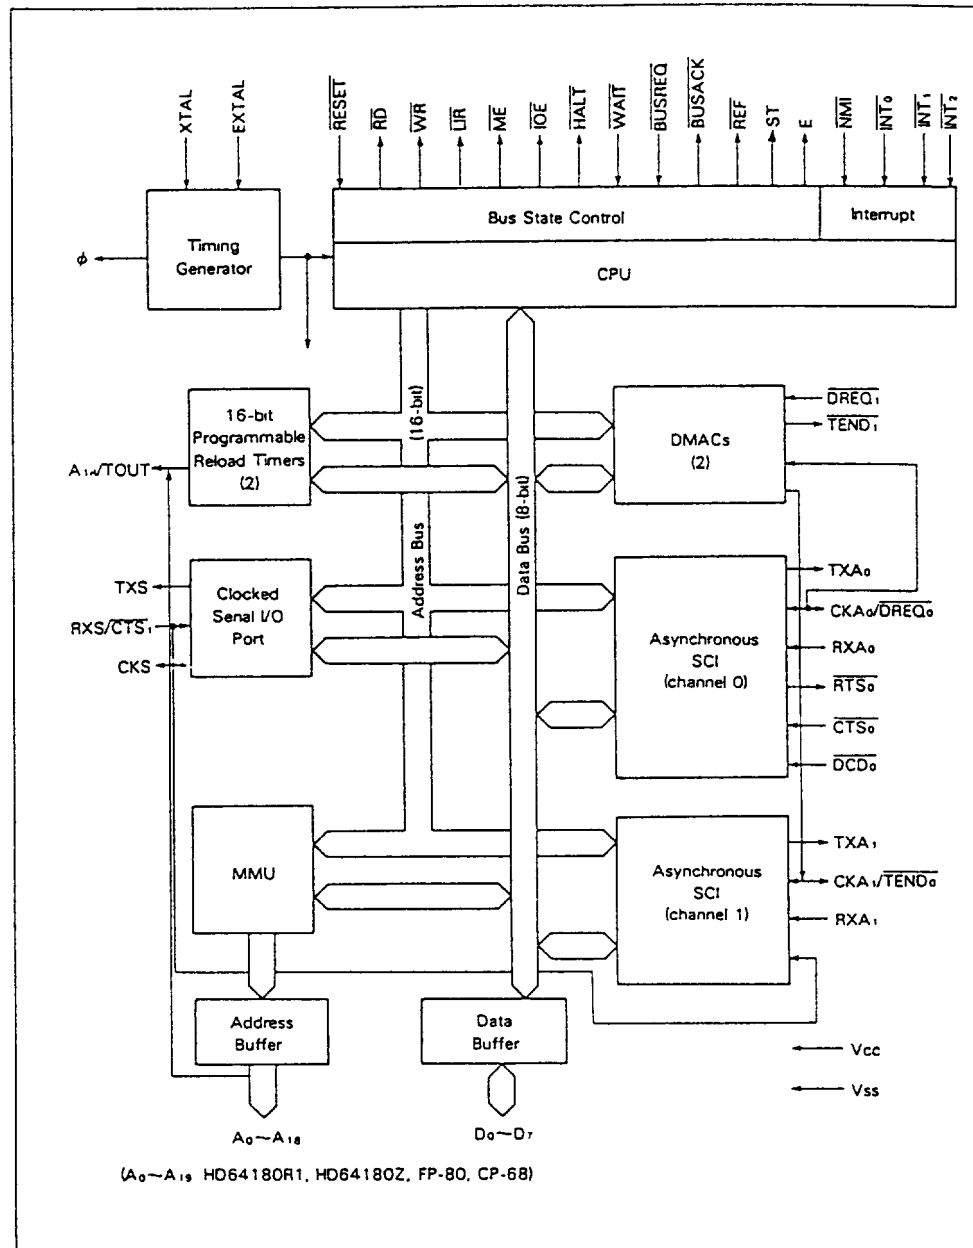 XTAL
EXTAL
RESET
RD
WR
LIR
ME
IOE
HALT
WAIT
BUSREQ
BUSACK
REF
ST
E
NMI
INT₀
INT₁
INT₂
Timing
Generator
ϕ
Bus State Control
Interrupt
CPU
16-bit
Programmable
Reload Timers
(2)
A₁₈/TOUT
Address Bus (16-bit)
Data Bus (8-bit)
DMACs
(2)
DREQ₁
TEND₁
TXS
RXS/CTS₁
CKS
Clocked
Serial I/O
Port
Asynchronous
SCI
(channel 0)
TXA₀
CKA₀/DREQ₀
RXA₀
RTS₀
CTS₀
DCD₀
MMU
Asynchronous
SCI
(channel 1)
TXA₁
CKA₁/TEND₀
RXA₁
Address
Buffer
Data
Buffer
Vcc
Vss
A₀~A₁₈
D₀~D₇
(A₀~A₁₉ HD64180R1, HD64180Z, FP-80, CP-68)